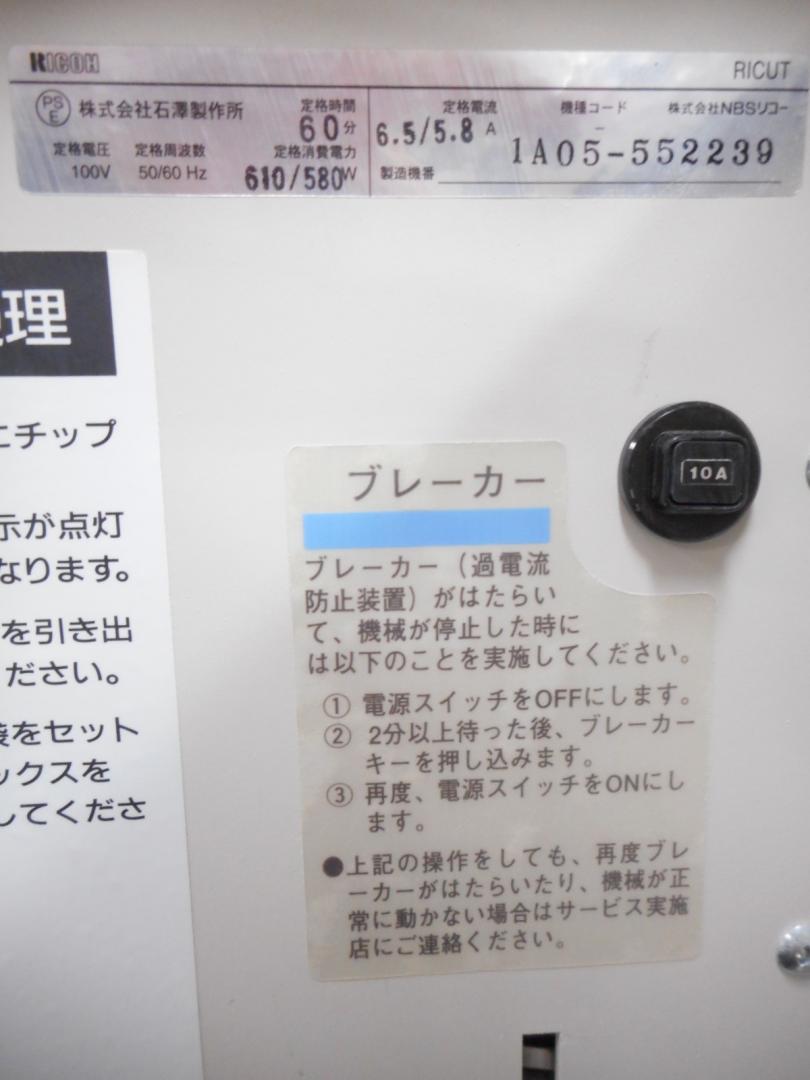 RICOH
RICUT
PSE 株式会社石澤製作所
定格時間
60分
定格電圧
100V
定格周波数
50/60 Hz
定格消費電力
610/580W
定格電流
6.5/5.8 A
機種コード
株式会社NBSリコー
1A05-552239
製造機番
理
にチップ
示が点灯
なります。
を引き出
ださい。
袋をセット
ックスを
してくださ
10A
ブレーカー
ブレーカー（過電流
防止装置）がはたらい
て、機械が停止した時に
は以下のことを実施してください。
① 電源スイッチをOFFにします。
② 2分以上待った後、ブレーカー
キーを押し込みます。
③ 再度、電源スイッチをONにし
ます。
●上記の操作をしても、再度ブレ
ーカーがはたらいたり、機械が正
常に動かない場合はサービス実施
店にご連絡ください。